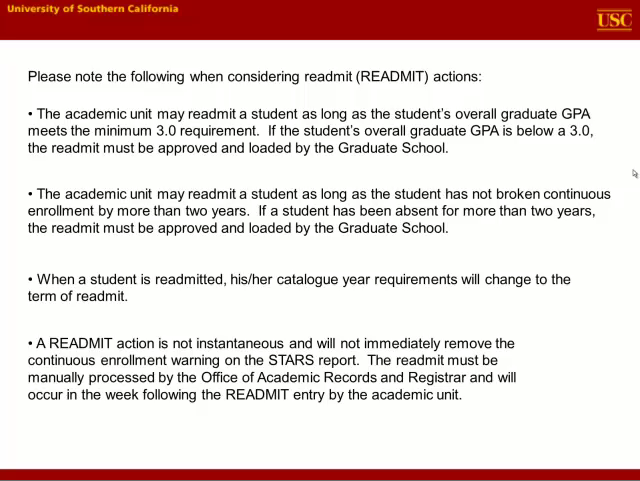 University of Southern California
USC
Please note the following when considering readmit (READMIT) actions:
• The academic unit may readmit a student as long as the student's overall graduate GPA
meets the minimum 3.0 requirement.  If the student's overall graduate GPA is below a 3.0,
the readmit must be approved and loaded by the Graduate School.
• The academic unit may readmit a student as long as the student has not broken continuous
enrollment by more than two years.  If a student has been absent for more than two years,
the readmit must be approved and loaded by the Graduate School.
• When a student is readmitted, his/her catalogue year requirements will change to the
term of readmit.
• A READMIT action is not instantaneous and will not immediately remove the
continuous enrollment warning on the STARS report.  The readmit must be
manually processed by the Office of Academic Records and Registrar and will
occur in the week following the READMIT entry by the academic unit.